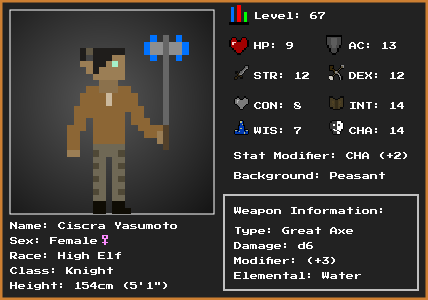 Level: 67
HP: 9 AC: 13
STR: 12 DEX: 12
CON: 8 INT: 14
WIS: 7 CHA: 14
Stat Modifier: CHA (+2)
Background: Peasant
Name: Ciscra Yasumoto
Sex: Female♀
Race: High Elf
Class: Knight
Height: 154cm (5'1")
Weapon Information:
Type: Great Axe
Damage: d6
Modifier: (+3)
Elemental: Water